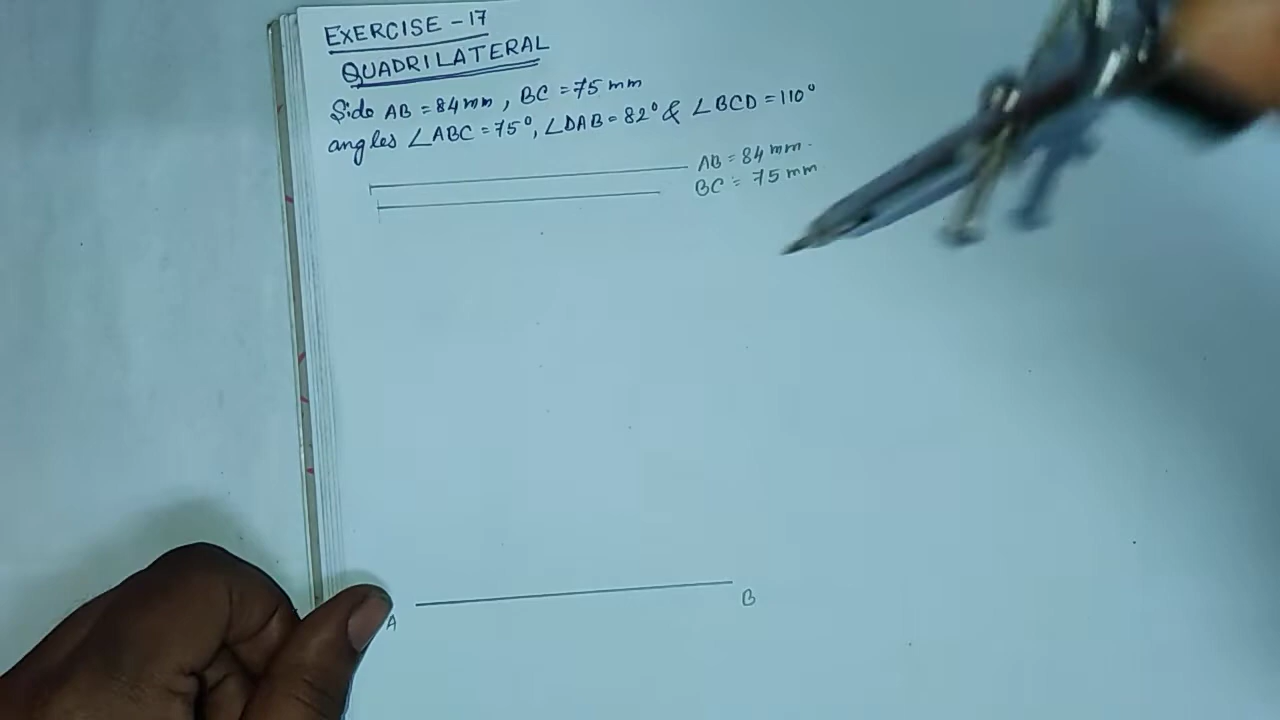 EXERCISE - 17
QUADRILATERAL
Side AB = 84 mm, BC = 75 mm
angles ∠ABC = 75°, ∠DAB = 82° & ∠BCD = 110°
AB = 84 mm.
BC = 75 mm
A
B